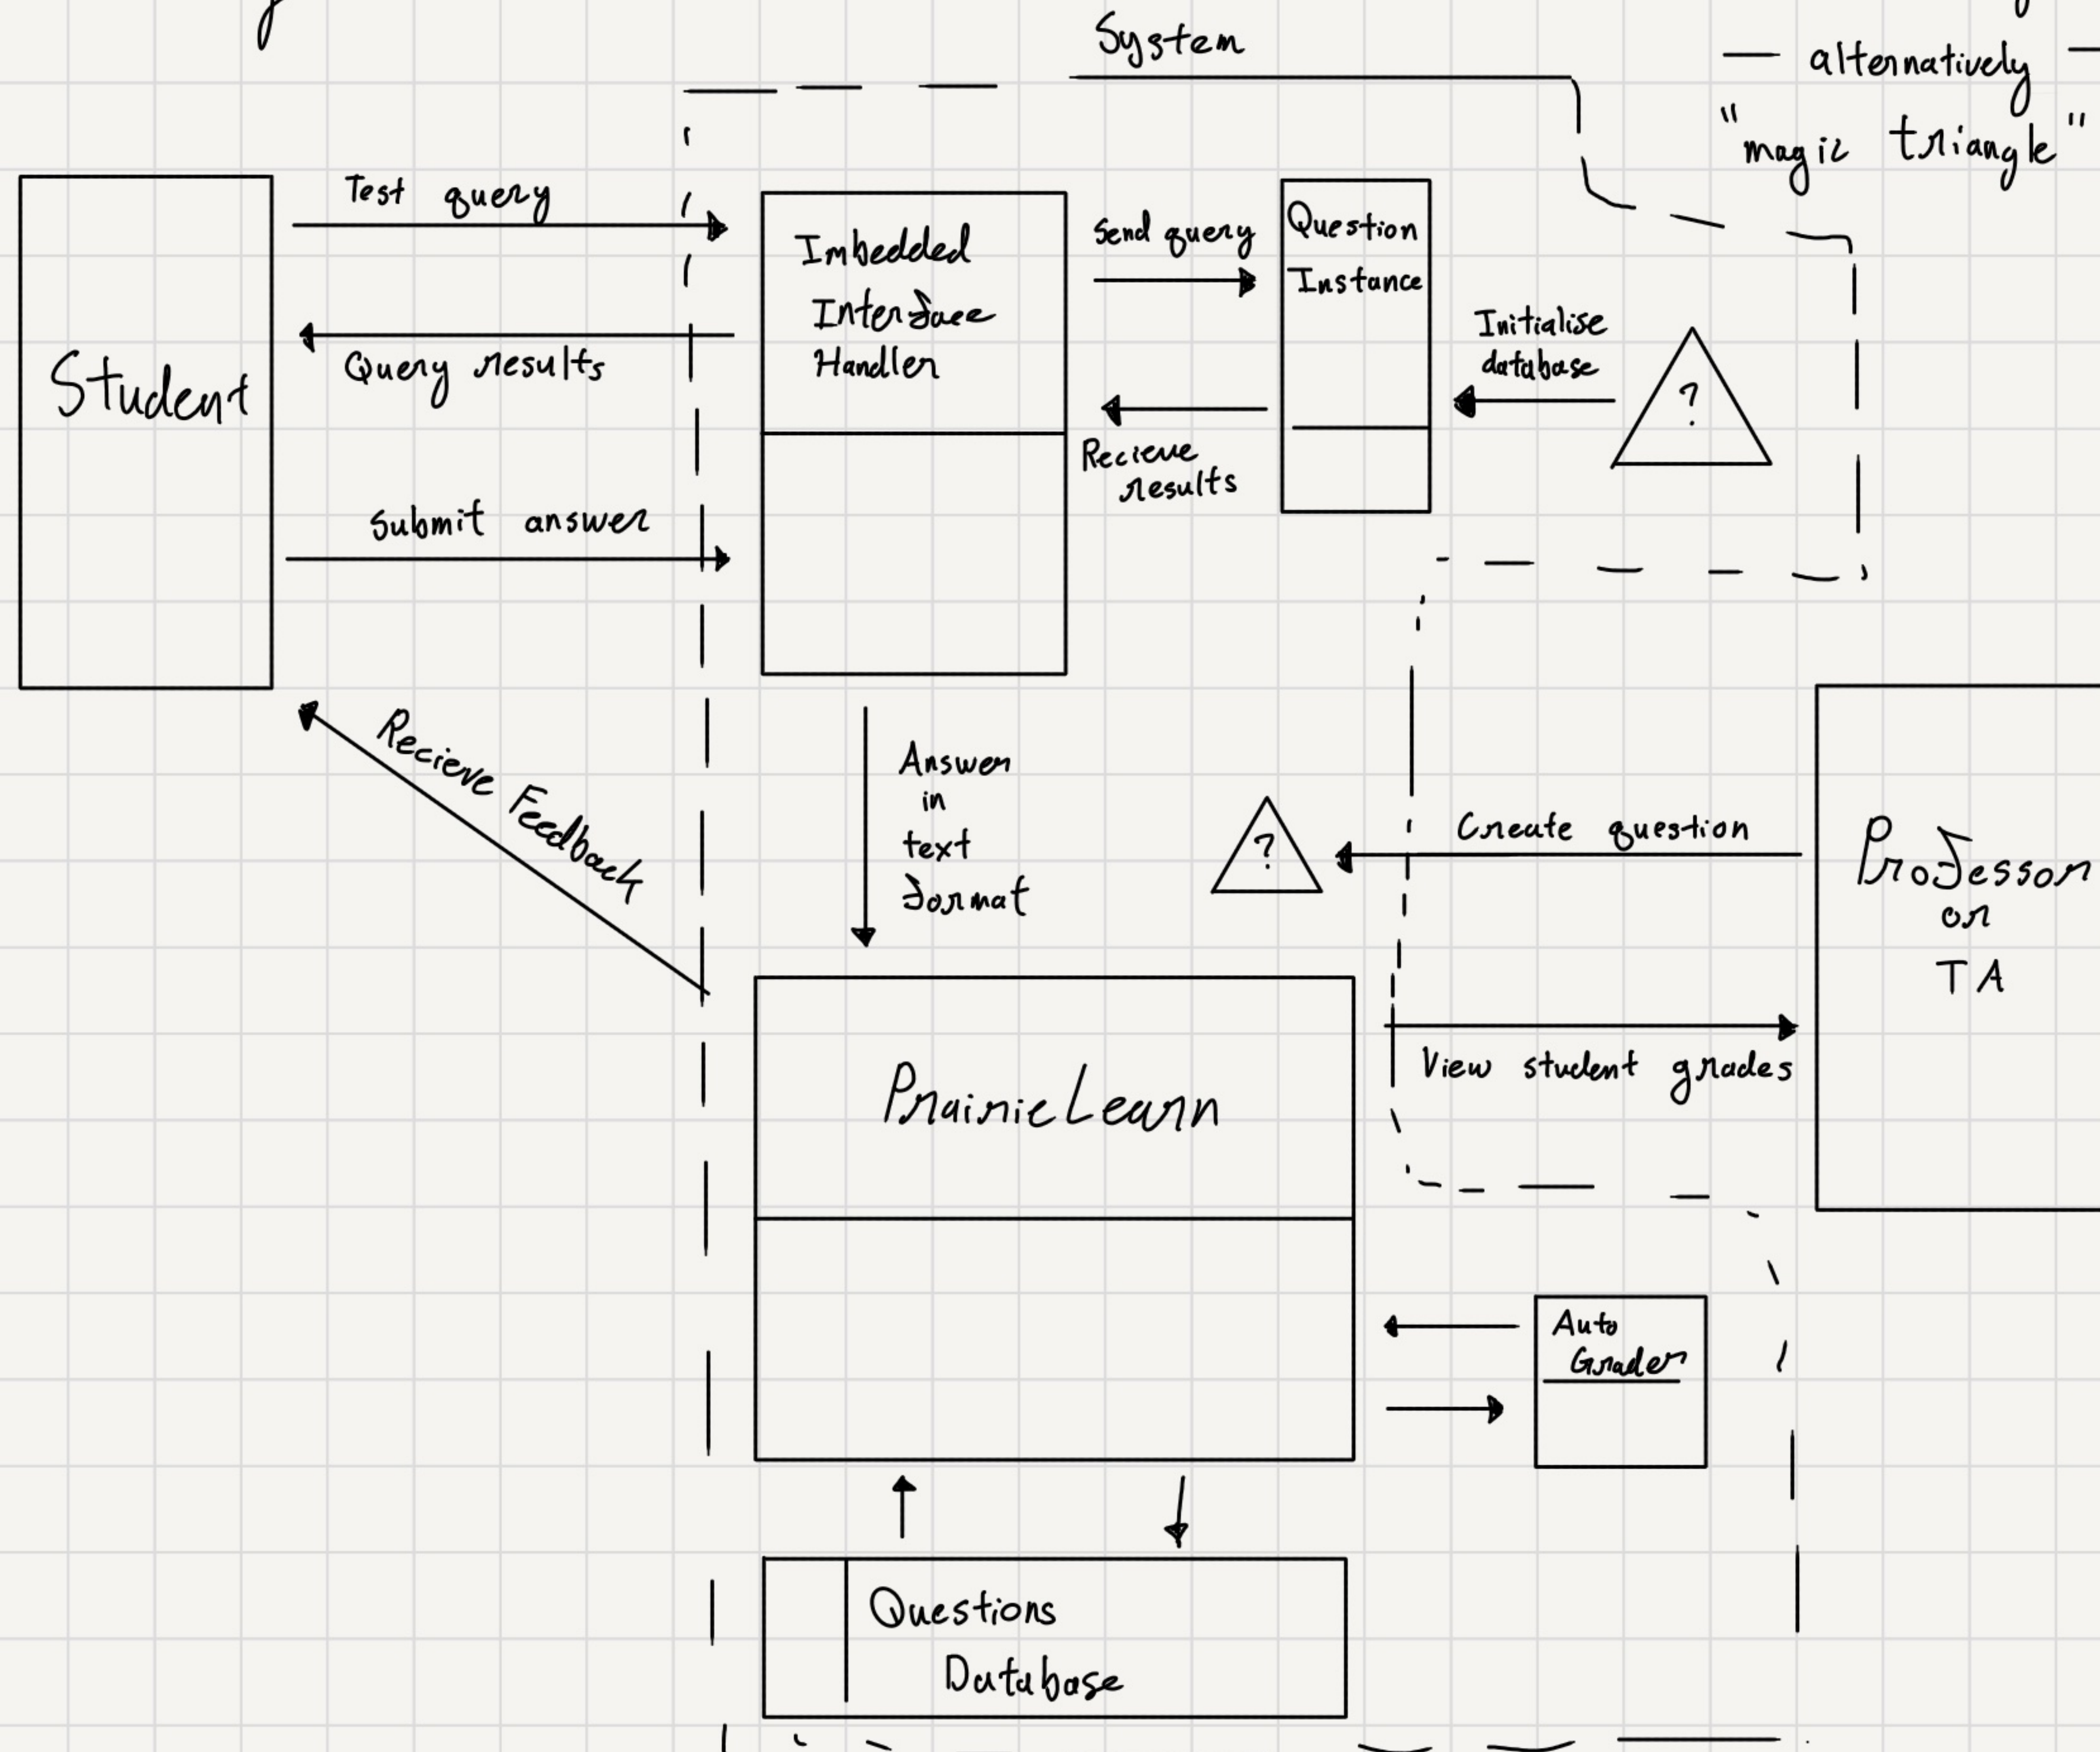 System
— alternatively —
"magic triangle"
Test query
Query results
Student
Submit answer
Imbedded
Interface
Handler
Send query
Recieve
results
Question
Instance
Initialise
database
?
Recieve Feedback
Answer
in
text
format
?
Create question
Professor
or
TA
View student grades
PrairieLearn
Auto
Grader
Questions
Database